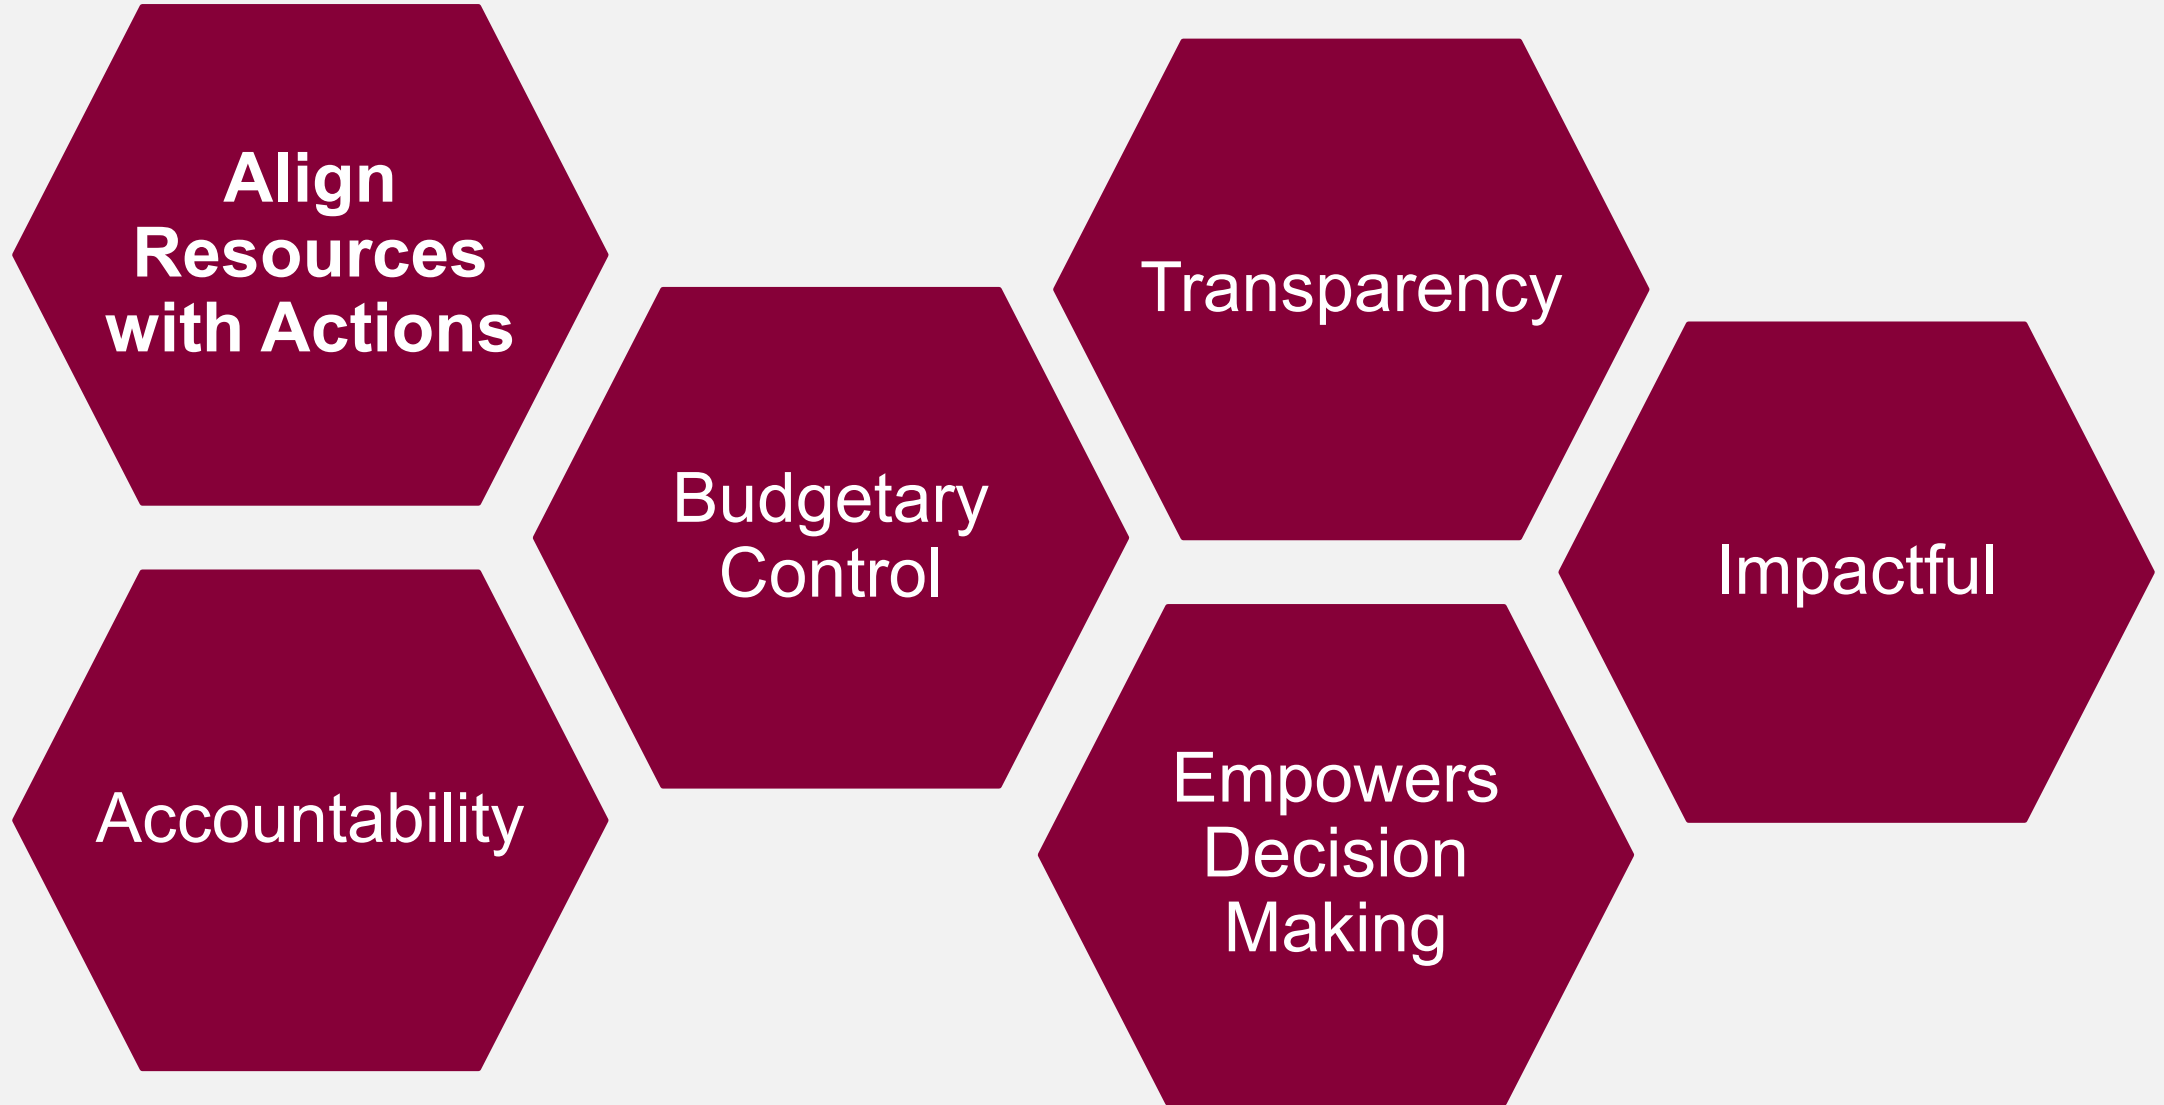 Align
Resources
with Actions
Accountability
Budgetary
Control
Transparency
Empowers
Decision
Making
Impactful